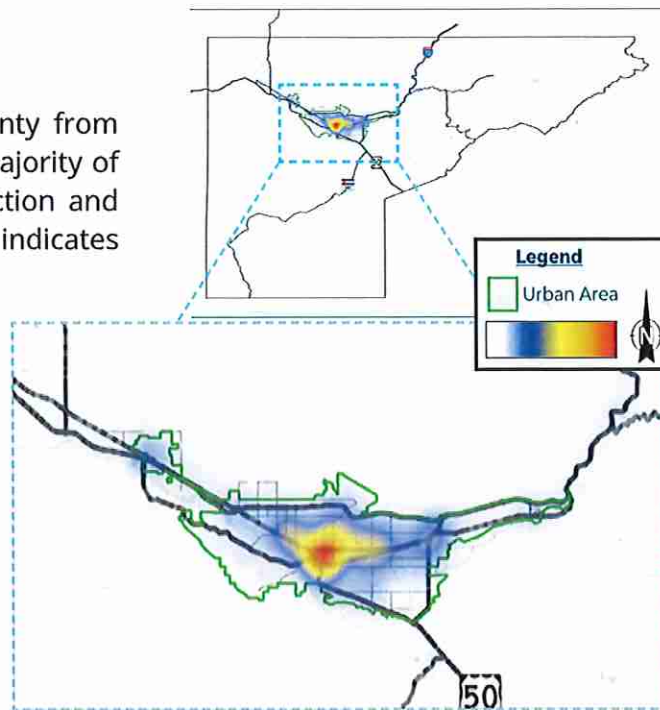 nty from
ajority of
ction and
indicates
Legend
Urban Area
N
50